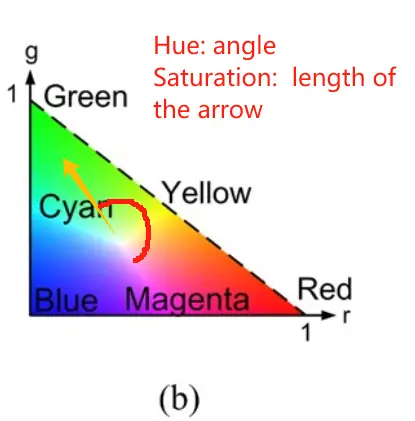 Hue: angle
Saturation: length of
the arrow
g
1
Green
Yellow
Cyan
Blue
Magenta
Red
r
1
(b)